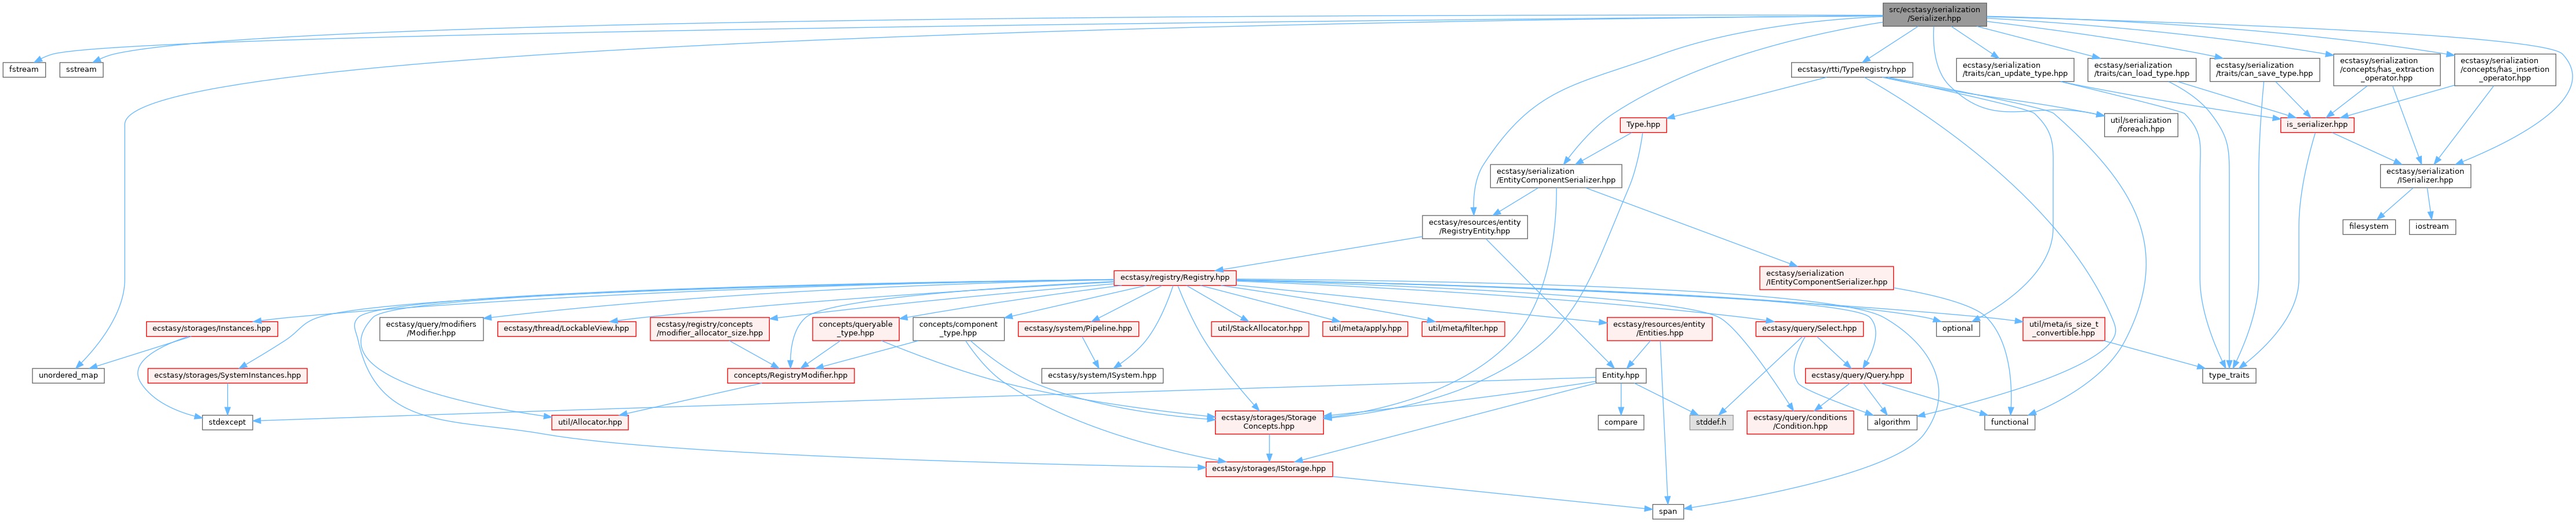 src/ecstasy/serialization
/Serializer.hpp
fstream
sstream
ecstasy/rtti/TypeRegistry.hpp
ecstasy/serialization
/traits/can_update_type.hpp
ecstasy/serialization
/traits/can_load_type.hpp
ecstasy/serialization
/traits/can_save_type.hpp
ecstasy/serialization
/concepts/has_extraction
_operator.hpp
ecstasy/serialization
/concepts/has_insertion
_operator.hpp
Type.hpp
util/serialization
/foreach.hpp
is_serializer.hpp
ecstasy/serialization
/EntityComponentSerializer.hpp
ecstasy/serialization
/ISerializer.hpp
ecstasy/resources/entity
/RegistryEntity.hpp
filesystem
iostream
ecstasy/registry/Registry.hpp
ecstasy/serialization
/IEntityComponentSerializer.hpp
ecstasy/storages/Instances.hpp
ecstasy/query/modifiers
/Modifier.hpp
ecstasy/thread/LockableView.hpp
ecstasy/registry/concepts
/modifier_allocator_size.hpp
concepts/queryable
_type.hpp
concepts/component
_type.hpp
ecstasy/system/Pipeline.hpp
util/StackAllocator.hpp
util/meta/apply.hpp
util/meta/filter.hpp
ecstasy/resources/entity
/Entities.hpp
ecstasy/query/Select.hpp
optional
util/meta/is_size_t
_convertible.hpp
unordered_map
ecstasy/storages/SystemInstances.hpp
concepts/RegistryModifier.hpp
ecstasy/system/ISystem.hpp
Entity.hpp
ecstasy/query/Query.hpp
type_traits
stdexcept
util/Allocator.hpp
ecstasy/storages/Storage
Concepts.hpp
compare
stddef.h
ecstasy/query/conditions
/Condition.hpp
algorithm
functional
ecstasy/storages/IStorage.hpp
span